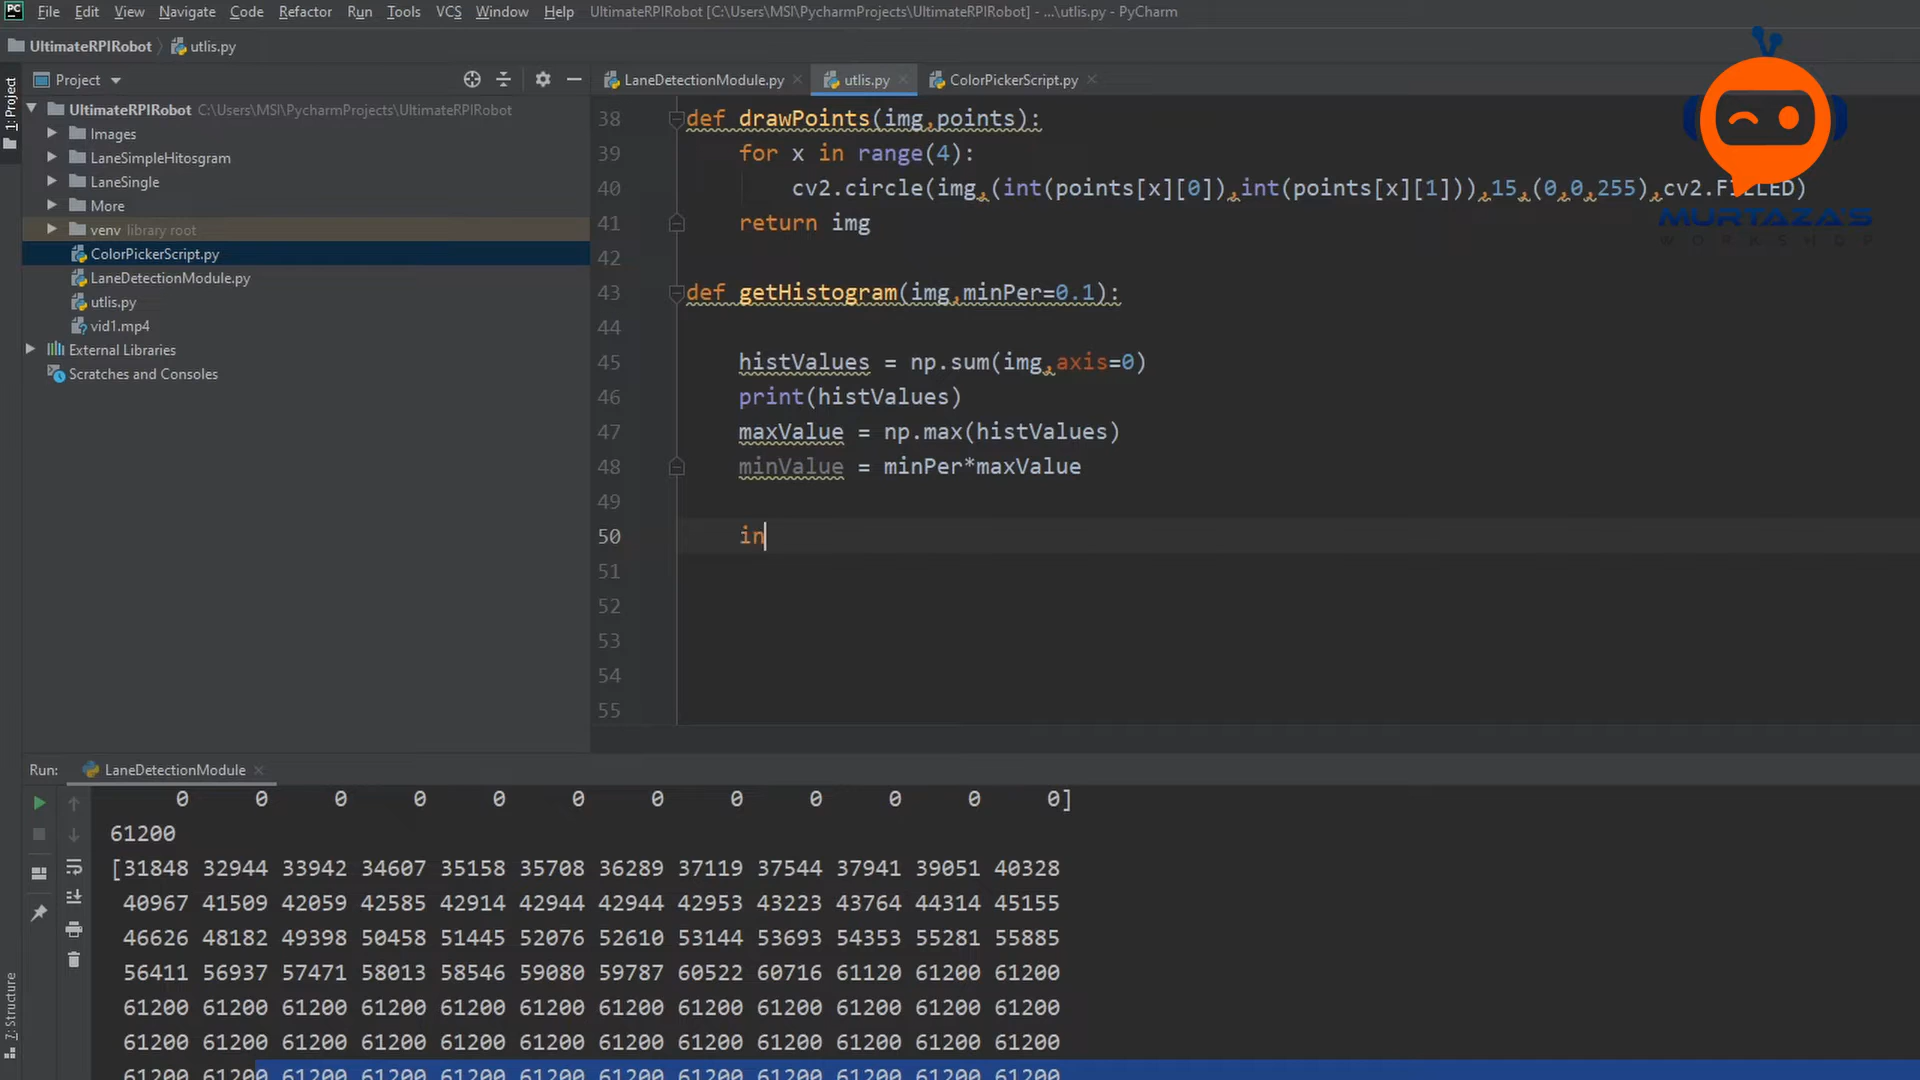 PC File Edit View Navigate Code Refactor Run Tools VCS Window Help UltimateRPIRobot [C:\Users\MSI\PycharmProjects\UltimateRPIRobot] - ...\utlis.py - PyCharm
UltimateRPIRobot utlis.py
1: Project
Project
LaneDetectionModule.py utlis.py ColorPickerScript.py
UltimateRPIRobot C:\Users\MSI\PycharmProjects\UltimateRPIRobot
Images
LaneSimpleHitosgram
LaneSingle
More
venv library root
ColorPickerScript.py
LaneDetectionModule.py
utlis.py
vid1.mp4
External Libraries
Scratches and Consoles
38 def drawPoints(img,points):
39 for x in range(4):
40 cv2.circle(img,(int(points[x][0]),int(points[x][1])),15,(0,0,255),cv2.FILLED)
41 return img
42
43 def getHistogram(img,minPer=0.1):
44
45 histValues = np.sum(img,axis=0)
46 print(histValues)
47 maxValue = np.max(histValues)
48 minValue = minPer*maxValue
49
50 in
51
52
53
54
55
MURTAZA'S
WORKSHOP
Run: LaneDetectionModule
0 0 0 0 0 0 0 0 0 0 0 0]
61200
[31848 32944 33942 34607 35158 35708 36289 37119 37544 37941 39051 40328
40967 41509 42059 42585 42914 42944 42944 42953 43223 43764 44314 45155
46626 48182 49398 50458 51445 52076 52610 53144 53693 54353 55281 55885
56411 56937 57471 58013 58546 59080 59787 60522 60716 61120 61200 61200
61200 61200 61200 61200 61200 61200 61200 61200 61200 61200 61200 61200
61200 61200 61200 61200 61200 61200 61200 61200 61200 61200 61200 61200
61200 61200 61200 61200 61200 61200 61200 61200 61200 61200 61200 61200
7: Structure